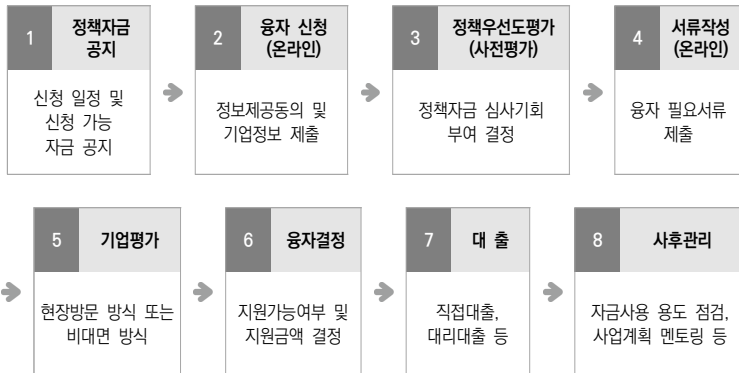 1
정책자금
공지
신청 일정 및
신청 가능
자금 공지
2
융자 신청
(온라인)
정보제공동의 및
기업정보 제출
3
정책우선도평가
(사전평가)
정책자금 심사기회
부여 결정
4
서류작성
(온라인)
융자 필요서류
제출
5
기업평가
현장방문 방식 또는
비대면 방식
6
융자결정
지원가능여부 및
지원금액 결정
7
대 출
직접대출,
대리대출 등
8
사후관리
자금사용 용도 점검,
사업계획 멘토링 등